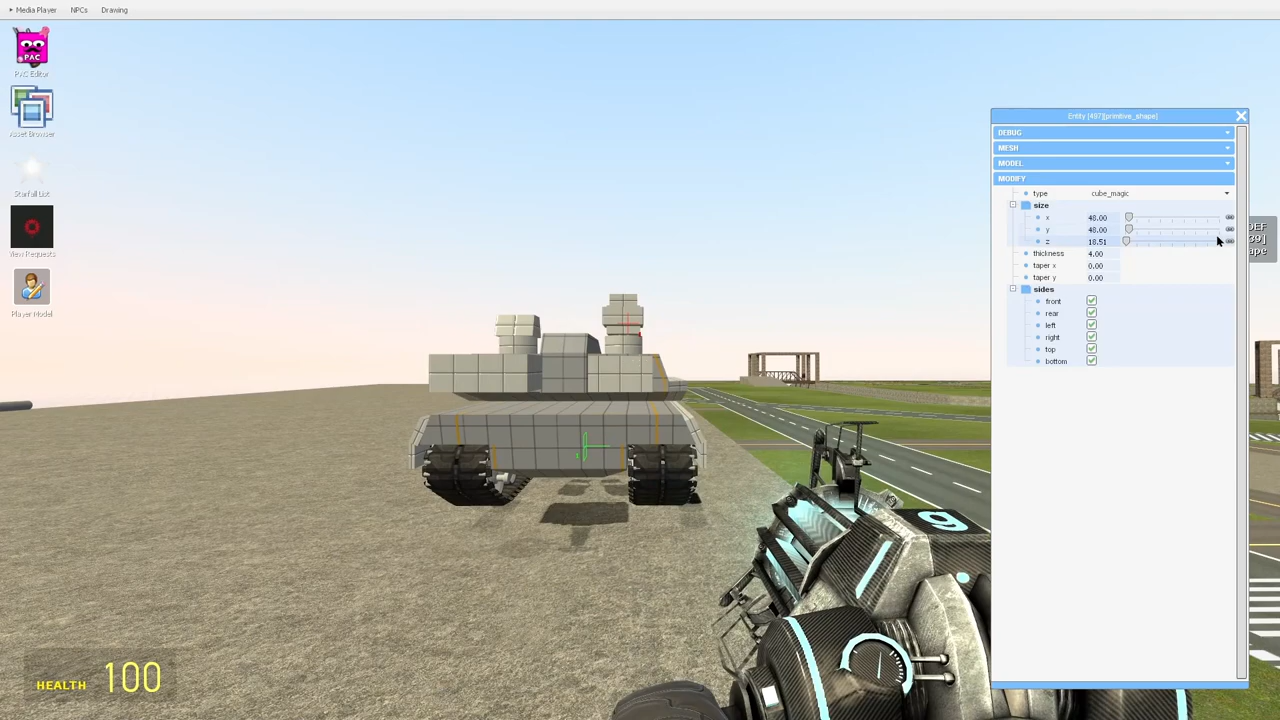 Media Player NPCs Drawing
PAC
PAC Editor
Asset Browser
Starfall List
View Requests
Player Model
Entity [497][primitive_shape]
DEBUG
MESH
MODEL
MODIFY
type cube_magic
size
x 48.00
y 48.00
z 18.51
thickness 4.00
taper x 0.00
taper y 0.00
sides
front
rear
left
right
top
bottom
HEALTH 100